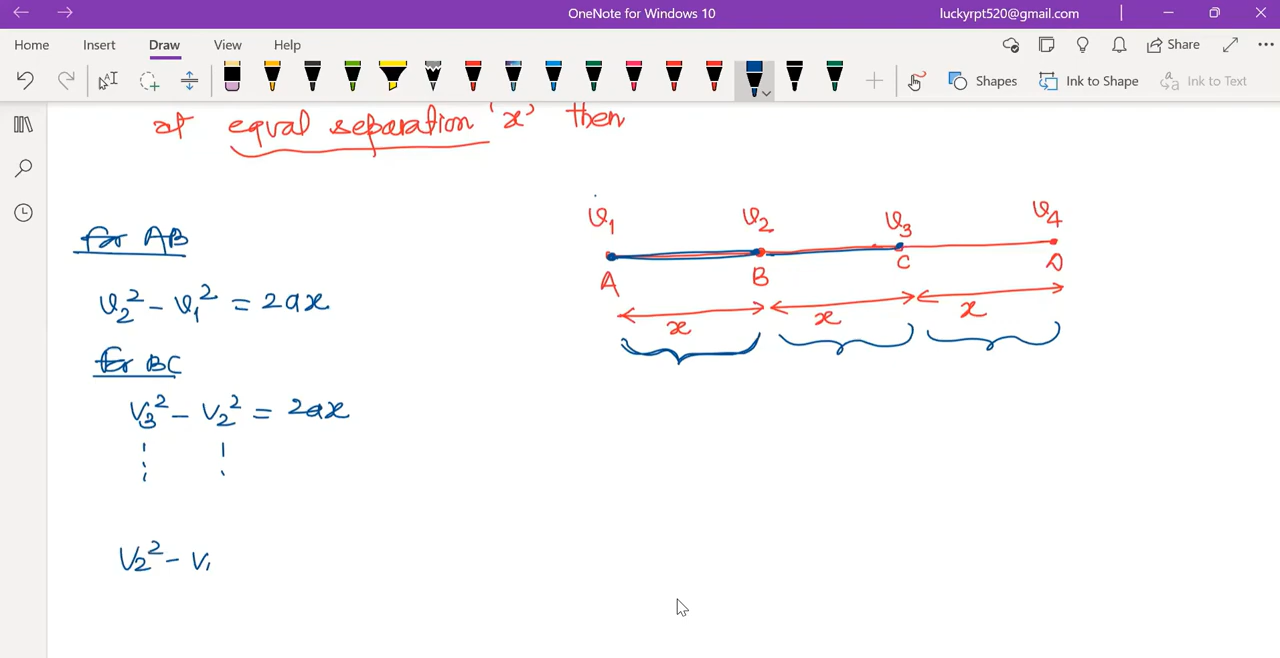 OneNote for Windows 10
luckyrpt520@gmail.com
Home Insert Draw View Help
Share
Shapes
Ink to Shape
Ink to Text
at equal separation 'x' then
for AB
v₂² - v₁² = 2ax
for BC
v₃² - v₂² = 2ax
⋮ ⋮
v₂² - v₁
v₁ v₂ v₃ v₄
A B C D
x x x